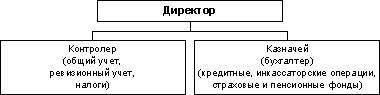 Директор
Контролер
(общий учет,
ревизионный учет,
налоги)
Казначей
(бухгалтер)
(кредитные, инкассаторские операции,
страховые и пенсионные фонды)